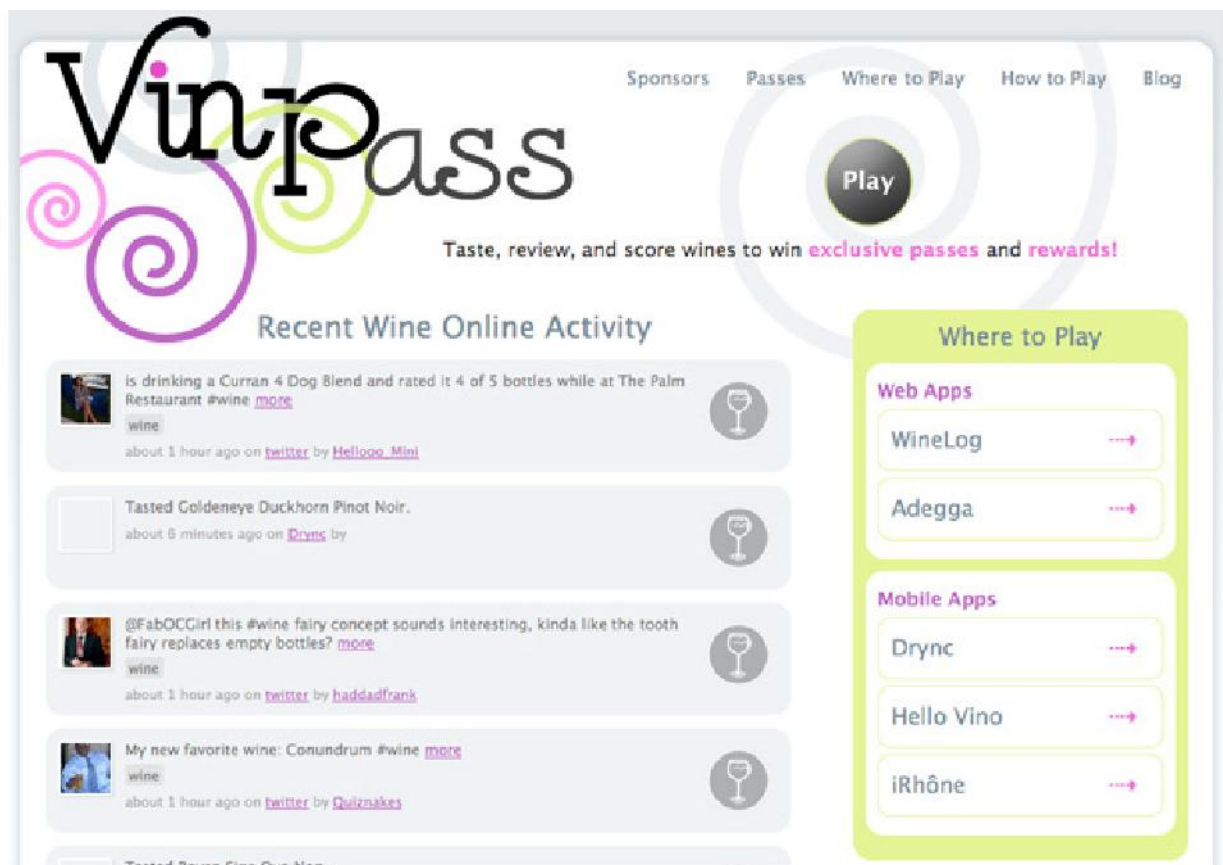 Vinpass
Sponsors Passes Where to Play How to Play Blog
Play
Taste, review, and score wines to win exclusive passes and rewards!
Recent Wine Online Activity
is drinking a Curran 4 Dog Blend and rated it 4 of 5 bottles while at The Palm
Restaurant #wine more
wine
about 1 hour ago on twitter by Hellooo_Mini
Tasted Goldeneye Duckhorn Pinot Noir.
about 6 minutes ago on Drync by
@FabOCGirl this #wine fairy concept sounds interesting, kinda like the tooth
fairy replaces empty bottles? more
wine
about 1 hour ago on twitter by haddadfrank
My new favorite wine: Conundrum #wine more
wine
about 1 hour ago on twitter by Quiznakes
Where to Play
Web Apps
WineLog
Adegga
Mobile Apps
Drync
Hello Vino
iRhône